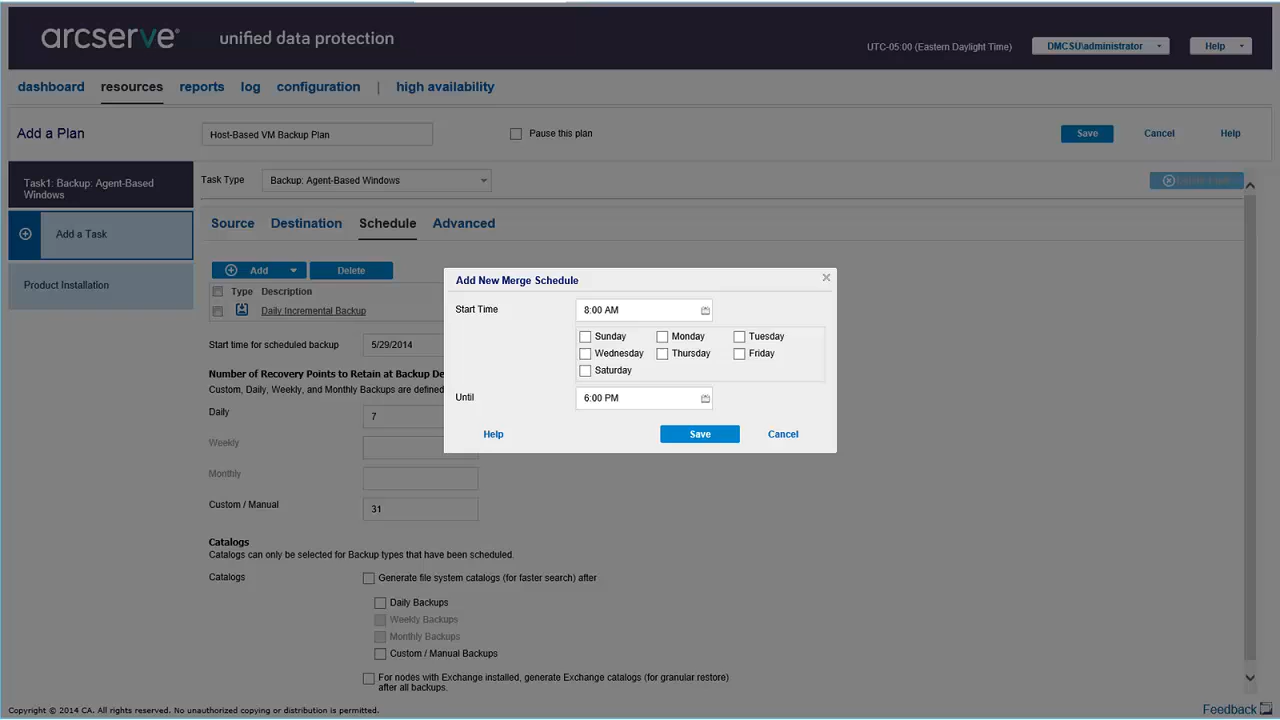 arcserve®
unified data protection
UTC-05:00 (Eastern Daylight Time)
DMCSU\administrator
Help
dashboard
resources
reports
log
configuration
|
high availability
Add a Plan
Host-Based VM Backup Plan
Pause this plan
Save
Cancel
Help
Task1: Backup: Agent-Based
Windows
Task Type
Backup: Agent-Based Windows
Add a Task
Product Installation
Source
Destination
Schedule
Advanced
Add
Delete
Type
Description
Daily Incremental Backup
Start time for scheduled backup
5/29/2014
Number of Recovery Points to Retain at Backup De
Custom, Daily, Weekly, and Monthly Backups are defined
Daily
7
Weekly
Monthly
Custom / Manual
31
Catalogs
Catalogs can only be selected for Backup types that have been scheduled.
Catalogs
Generate file system catalogs (for faster search) after
Daily Backups
Weekly Backups
Monthly Backups
Custom / Manual Backups
For nodes with Exchange installed, generate Exchange catalogs (for granular restore)
after all backups.
Add New Merge Schedule
Start Time
8:00 AM
Sunday
Monday
Tuesday
Wednesday
Thursday
Friday
Saturday
Until
6:00 PM
Help
Save
Cancel
Copyright © 2014 CA. All rights reserved. No unauthorized copying or distribution is permitted.
Feedback